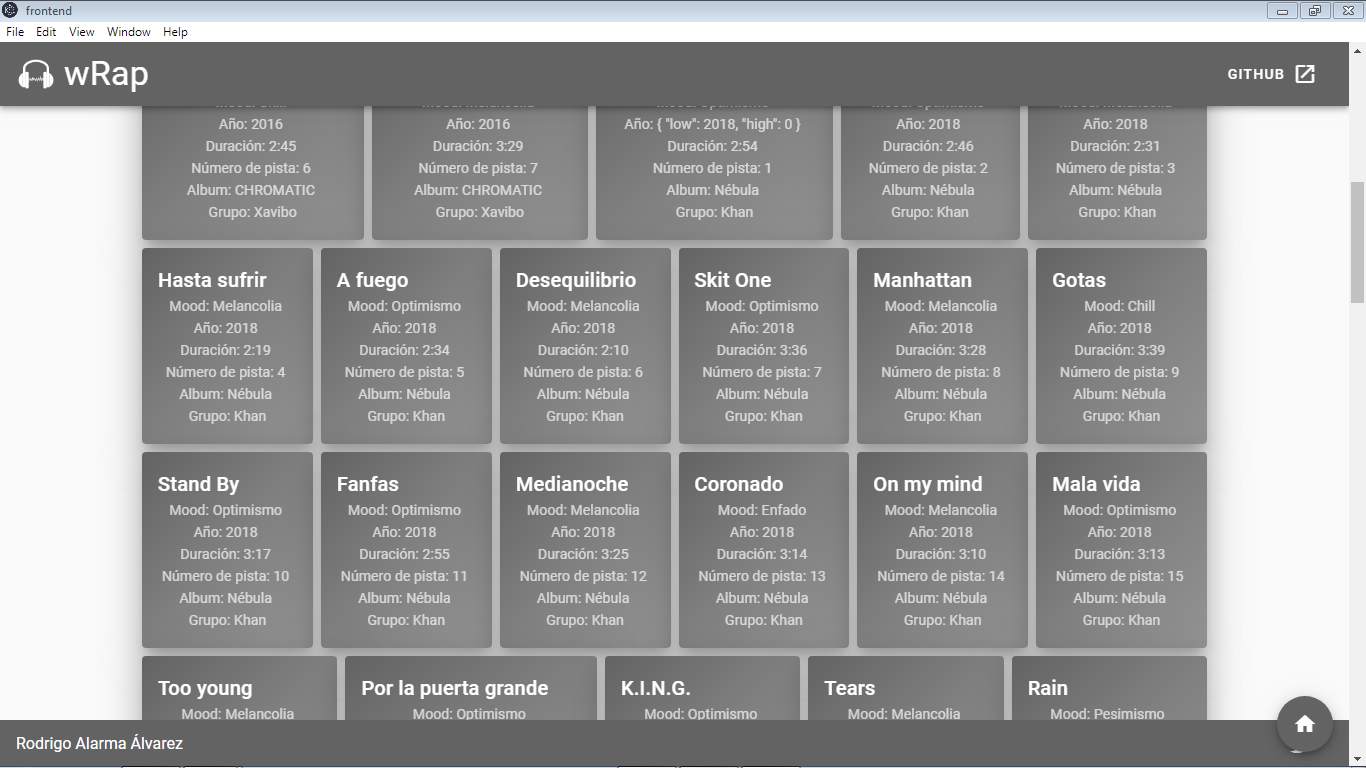 frontend
File Edit View Window Help
wRap
GITHUB
Año: 2016
Duración: 2:45
Número de pista: 6
Album: CHROMATIC
Grupo: Xavibo
Año: 2016
Duración: 3:29
Número de pista: 7
Album: CHROMATIC
Grupo: Xavibo
Año: { "low": 2018, "high": 0 }
Duración: 2:54
Número de pista: 1
Album: Nébula
Grupo: Khan
Año: 2018
Duración: 2:46
Número de pista: 2
Album: Nébula
Grupo: Khan
Año: 2018
Duración: 2:31
Número de pista: 3
Album: Nébula
Grupo: Khan
Hasta sufrir
Mood: Melancolia
Año: 2018
Duración: 2:19
Número de pista: 4
Album: Nébula
Grupo: Khan
A fuego
Mood: Optimismo
Año: 2018
Duración: 2:34
Número de pista: 5
Album: Nébula
Grupo: Khan
Desequilibrio
Mood: Melancolia
Año: 2018
Duración: 2:10
Número de pista: 6
Album: Nébula
Grupo: Khan
Skit One
Mood: Optimismo
Año: 2018
Duración: 3:36
Número de pista: 7
Album: Nébula
Grupo: Khan
Manhattan
Mood: Melancolia
Año: 2018
Duración: 3:28
Número de pista: 8
Album: Nébula
Grupo: Khan
Gotas
Mood: Chill
Año: 2018
Duración: 3:39
Número de pista: 9
Album: Nébula
Grupo: Khan
Stand By
Mood: Optimismo
Año: 2018
Duración: 3:17
Número de pista: 10
Album: Nébula
Grupo: Khan
Fanfas
Mood: Optimismo
Año: 2018
Duración: 2:55
Número de pista: 11
Album: Nébula
Grupo: Khan
Medianoche
Mood: Melancolia
Año: 2018
Duración: 3:25
Número de pista: 12
Album: Nébula
Grupo: Khan
Coronado
Mood: Enfado
Año: 2018
Duración: 3:14
Número de pista: 13
Album: Nébula
Grupo: Khan
On my mind
Mood: Melancolia
Año: 2018
Duración: 3:10
Número de pista: 14
Album: Nébula
Grupo: Khan
Mala vida
Mood: Optimismo
Año: 2018
Duración: 3:13
Número de pista: 15
Album: Nébula
Grupo: Khan
Too young
Mood: Melancolia
Por la puerta grande
Mood: Optimismo
K.I.N.G.
Mood: Optimismo
Tears
Mood: Melancolia
Rain
Mood: Pesimismo
Rodrigo Alarma Álvarez